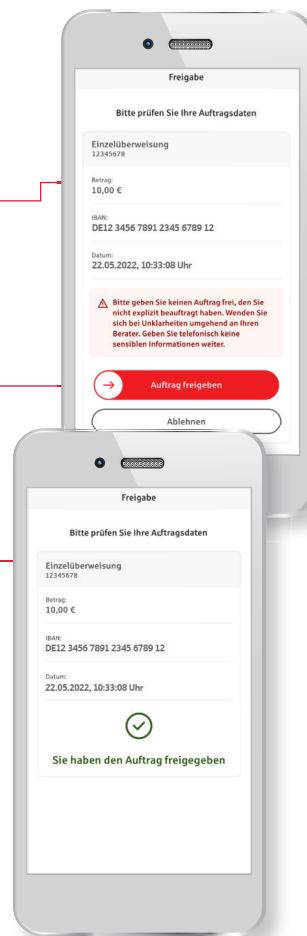 Freigabe
Bitte prüfen Sie Ihre Auftragsdaten
Einzelüberweisung
12345678
Betrag:
10,00 €
IBAN:
DE12 3456 7891 2345 6789 12
Datum:
22.05.2022, 10:33:08 Uhr
Bitte geben Sie keinen Auftrag frei, den Sie
nicht explizit beauftragt haben. Wenden Sie
sich bei Unklarheiten umgehend an Ihren
Berater. Geben Sie telefonisch keine
sensiblen Informationen weiter.
Auftrag freigeben
Ablehnen
Freigabe
Bitte prüfen Sie Ihre Auftragsdaten
Einzelüberweisung
12345678
Betrag:
10,00 €
IBAN:
DE12 3456 7891 2345 6789 12
Datum:
22.05.2022, 10:33:08 Uhr
Sie haben den Auftrag freigegeben